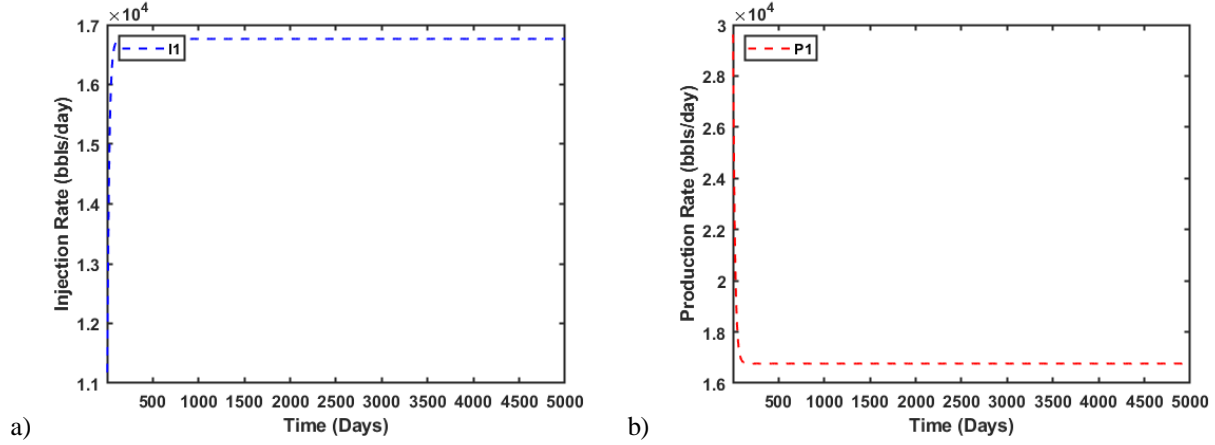 ×10⁴
1.7
1.6
1.5
1.4
1.3
1.2
1.1
Injection Rate (bbls/day)
I1
500 1000 1500 2000 2500 3000 3500 4000 4500 5000
Time (Days)
a)
×10⁴
3
2.8
2.6
2.4
2.2
2
1.8
1.6
Production Rate (bbls/day)
P1
500 1000 1500 2000 2500 3000 3500 4000 4500 5000
Time (Days)
b)